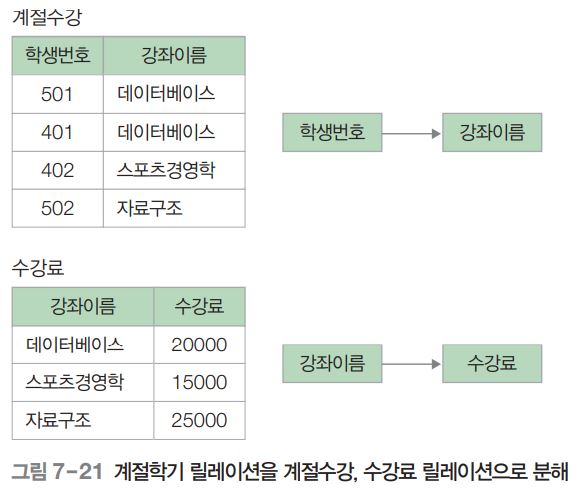 계절수강
학생번호 강좌이름
501 데이터베이스
401 데이터베이스
402 스포츠경영학
502 자료구조
학생번호 강좌이름
수강료
강좌이름 수강료
데이터베이스 20000
스포츠경영학 15000
자료구조 25000
강좌이름 수강료
그림 7-21 계절학기 릴레이션을 계절수강, 수강료 릴레이션으로 분해